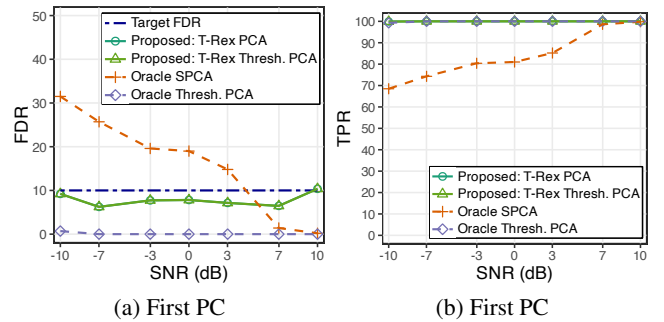 50
40
30
20
10
0
FDR
Target FDR
Proposed: T-Rex PCA
Proposed: T-Rex Thresh. PCA
Oracle SPCA
Oracle Thresh. PCA
-10 -7 -3 0 3 7 10
SNR (dB)
(a) First PC
100
90
80
70
60
50
40
30
20
10
0
TPR
Proposed: T-Rex PCA
Proposed: T-Rex Thresh. PCA
Oracle SPCA
Oracle Thresh. PCA
-10 -7 -3 0 3 7 10
SNR (dB)
(b) First PC